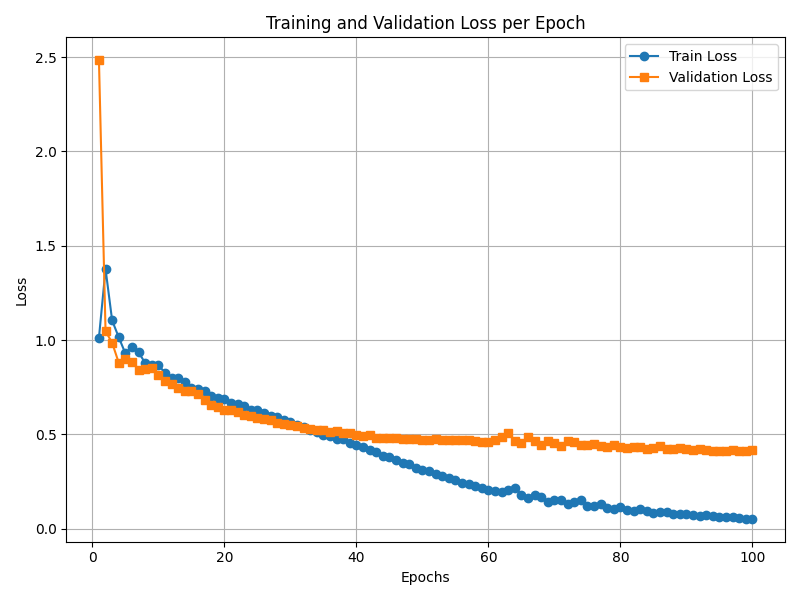 Training and Validation Loss per Epoch
Train Loss
Validation Loss
2.5
2.0
1.5
1.0
0.5
0.0
Loss
0 20 40 60 80 100
Epochs